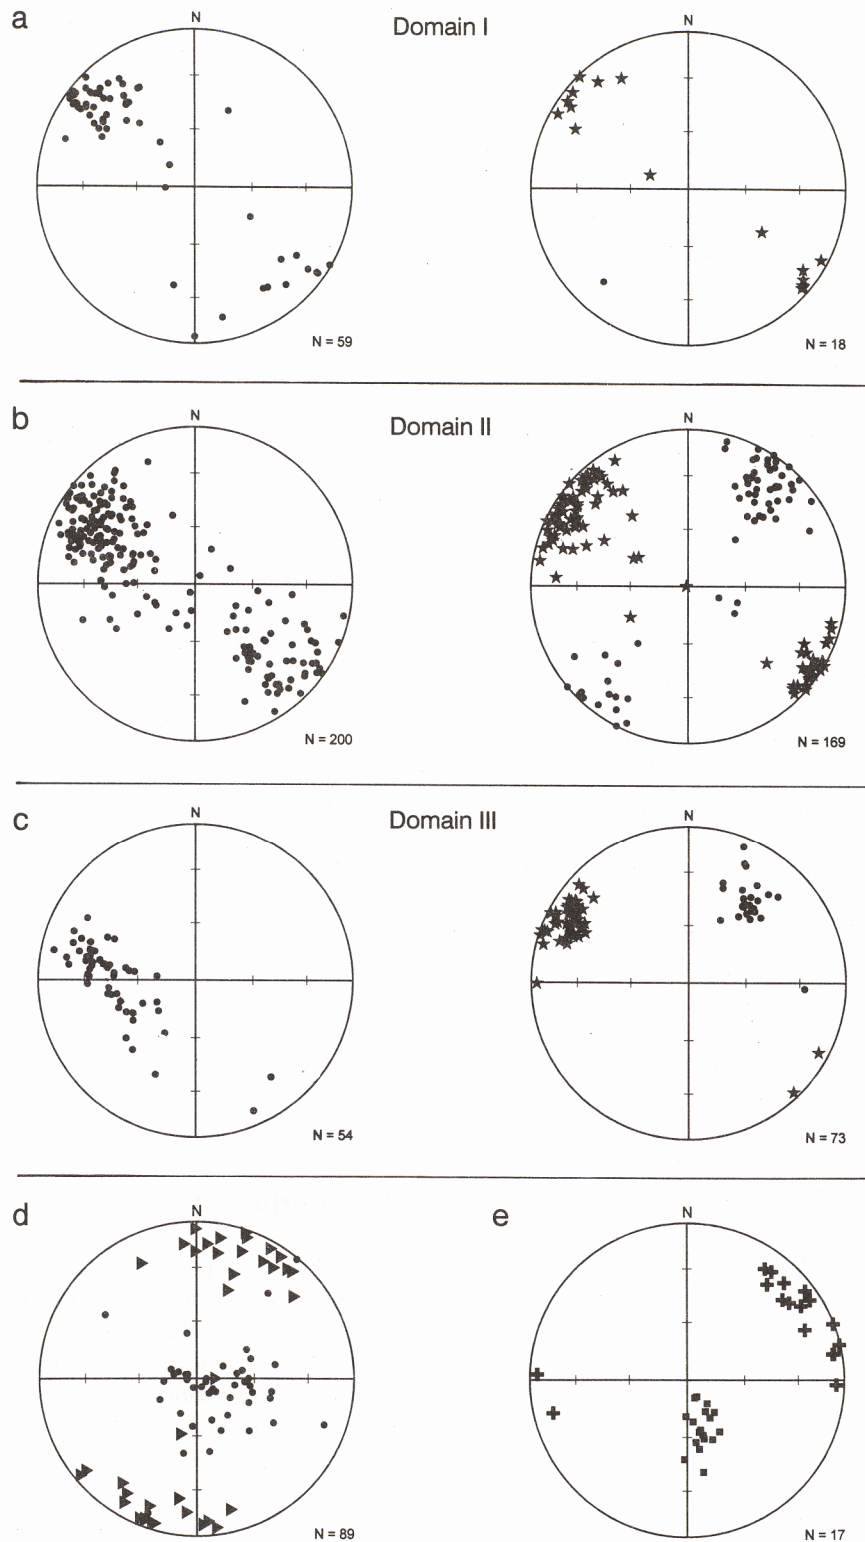 a
Domain I
N
N
N = 59
N = 18
b
Domain II
N
N
N = 200
N = 169
c
Domain III
N
N
N = 54
N = 73
d
e
N
N
N = 89
N = 17